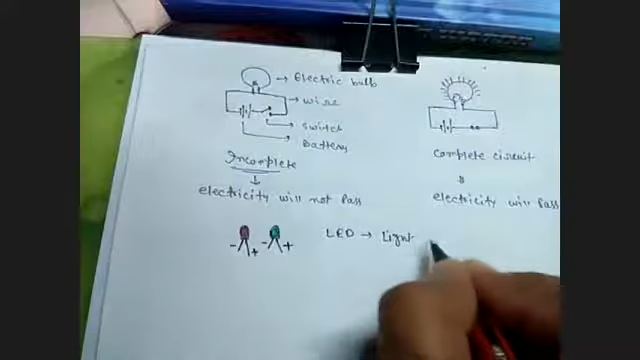 → Electric bulb
→ wire
→ switch
→ Battery
Incomplete
↓
electricity will not Pass
complete circuit
↓
electricity will Pass
- + - +
LED → Light